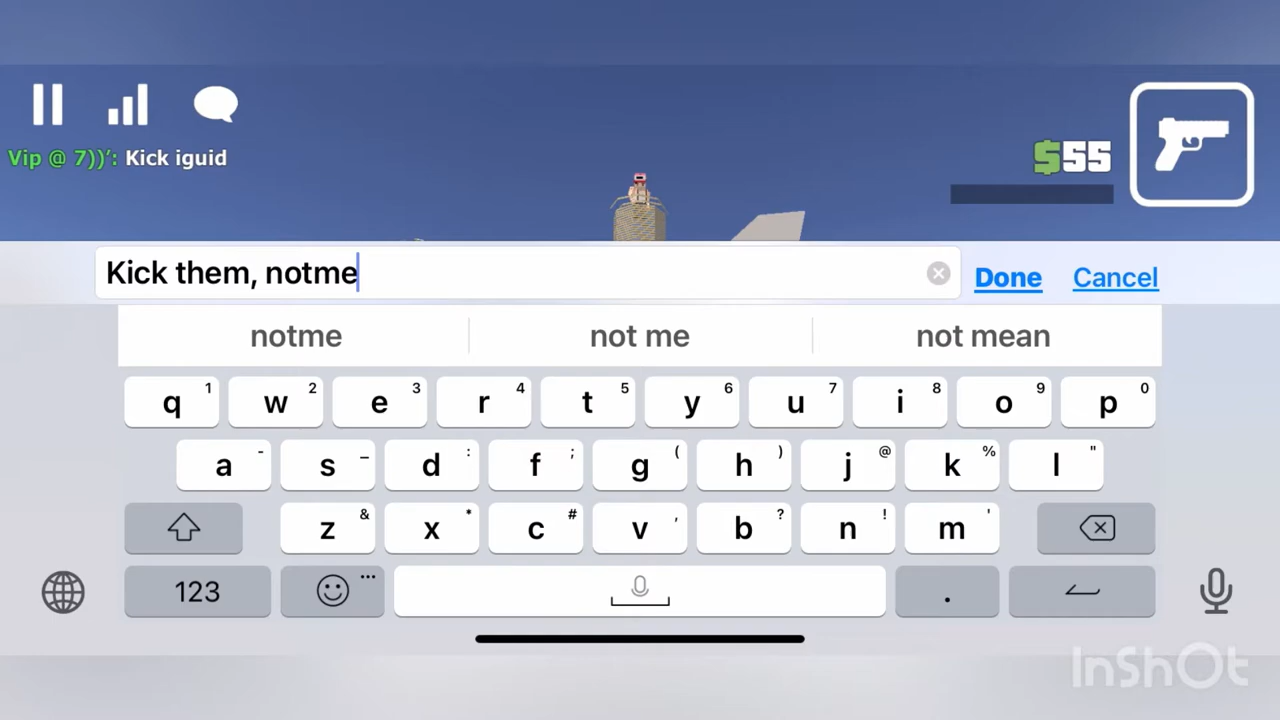 Vip @ 7))': Kick iguid
$55
Kick them, notme
Done
Cancel
notme
not me
not mean
q 1 w 2 e 3 r 4 t 5 y 6 u 7 i 8 o 9 p 0
a - s _ d : f ; g ( h ) j @ k % l "
z & x * c # v , b ? n ! m '
123
.
InShOt